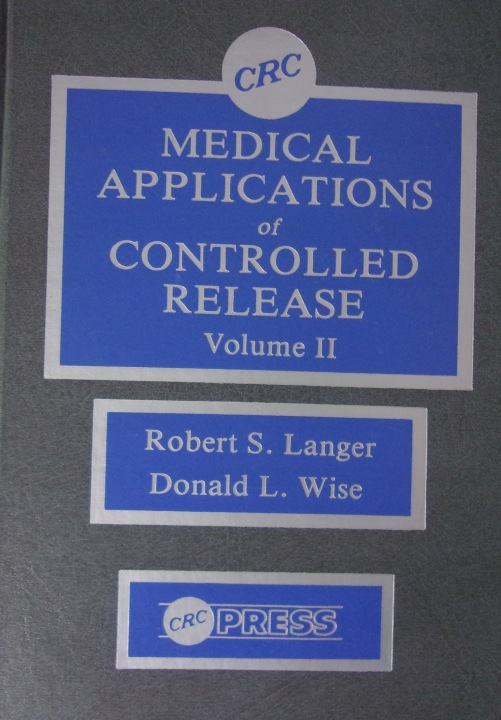 CRC
MEDICAL
APPLICATIONS
of
CONTROLLED
RELEASE
Volume II
Robert S. Langer
Donald L. Wise
CRC PRESS